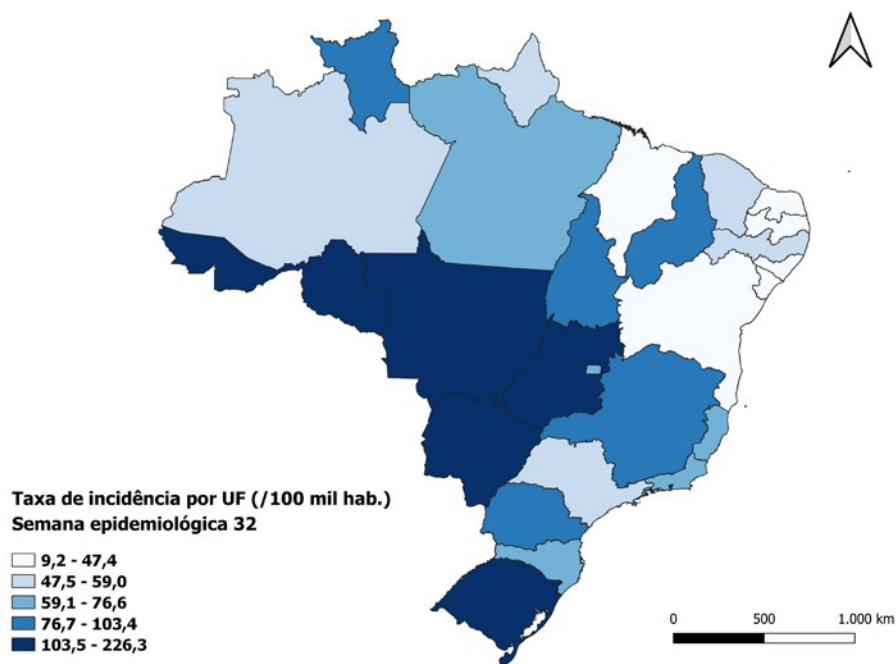 Taxa de incidência por UF (/100 mil hab.)
Semana epidemiológica 32
9,2 - 47,4
47,5 - 59,0
59,1 - 76,6
76,7 - 103,4
103,5 - 226,3
0 500 1.000 km